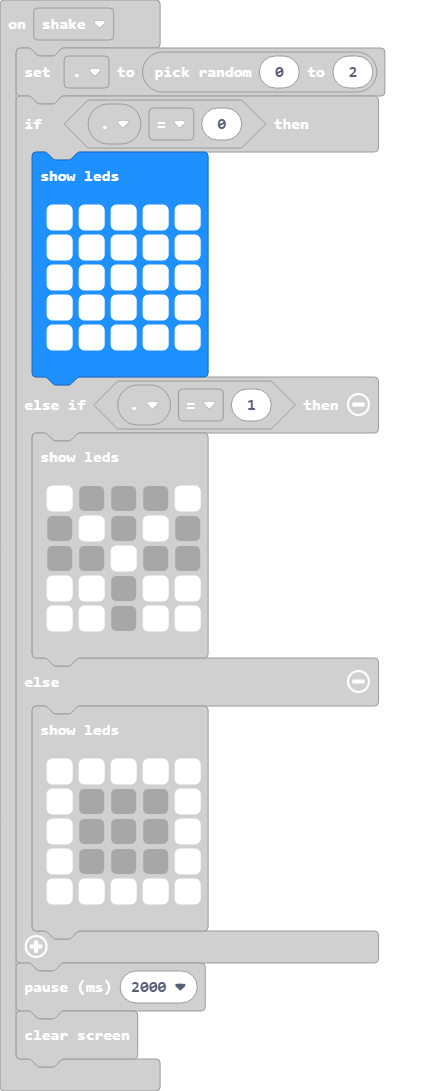 on shake
set . to pick random 0 to 2
if . = 0 then
show leds
else if . = 1 then
show leds
else
show leds
pause (ms) 2000
clear screen